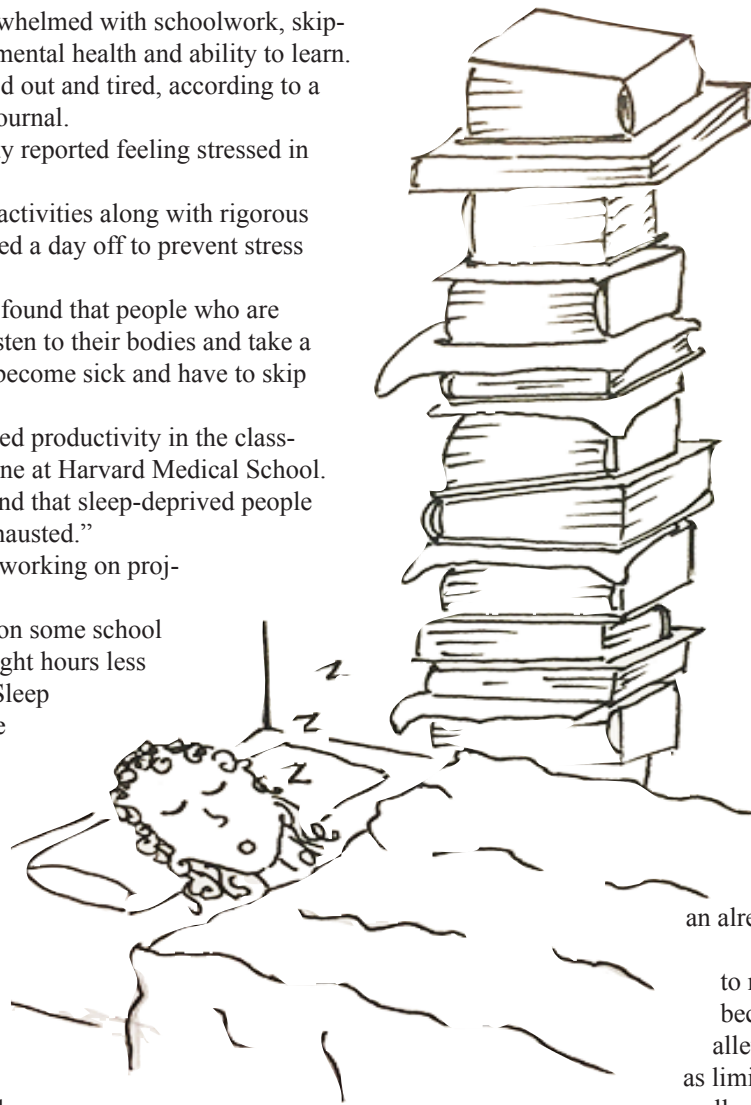 whelmed with schoolwork, skip-
mental health and ability to learn.
d out and tired, according to a
ournal.
y reported feeling stressed in
activities along with rigorous
ed a day off to prevent stress
found that people who are
sten to their bodies and take a
become sick and have to skip
ed productivity in the class-
ne at Harvard Medical School.
nd that sleep-deprived people
hausted.”
working on proj-
on some school
ght hours less
Sleep
e
z
z
z
an alre
to
bec
alle
as limi